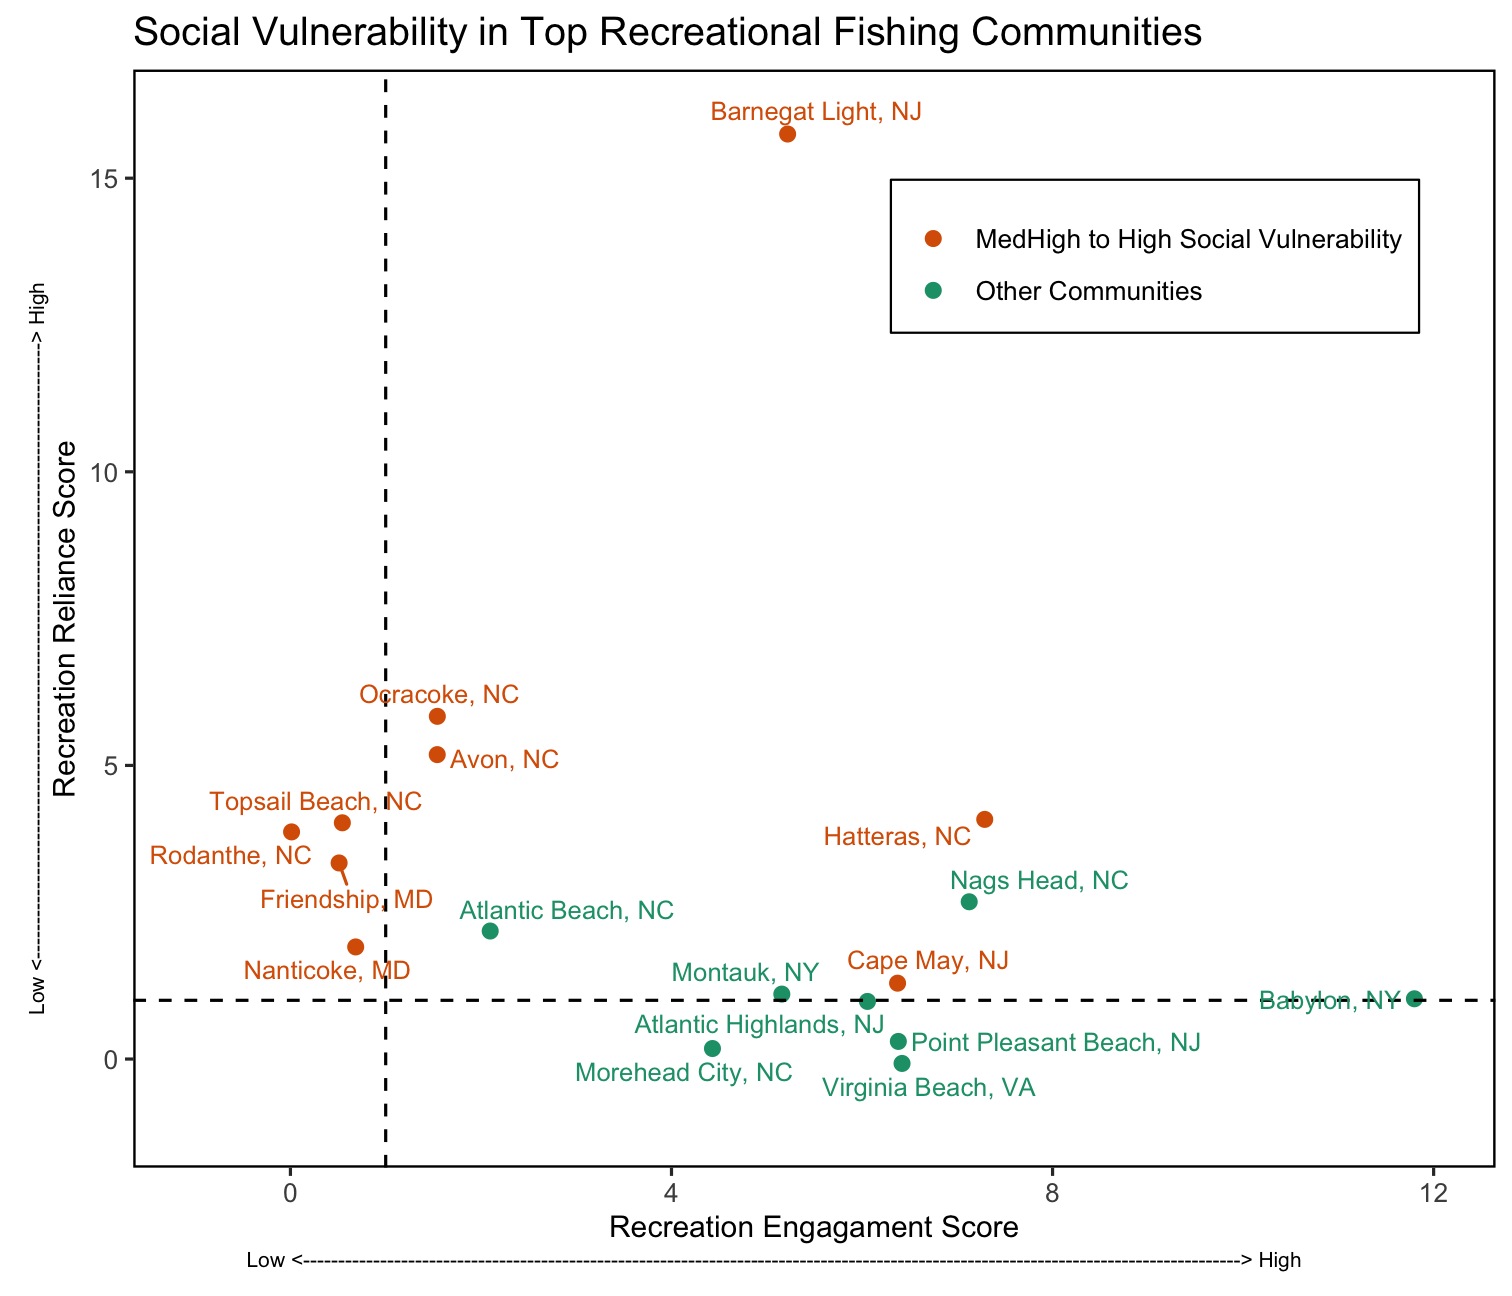 Social Vulnerability in Top Recreational Fishing Communities
Barnegat Light, NJ
15
MedHigh to High Social Vulnerability
Other Communities
Low <--------------------------------------------------------------------------> High
Recreation Reliance Score
10
Ocracoke, NC
5
Avon, NC
Topsail Beach, NC
Hatteras, NC
Rodanthe, NC
Nags Head, NC
Friendship, MD
Atlantic Beach, NC
Cape May, NJ
Nanticoke, MD
Montauk, NY
Babylon, NY
Atlantic Highlands, NJ
Point Pleasant Beach, NJ
0
Morehead City, NC
Virginia Beach, VA
0 4 8 12
Recreation Engagament Score
Low <--------------------------------------------------------------------------------------------------------------> High